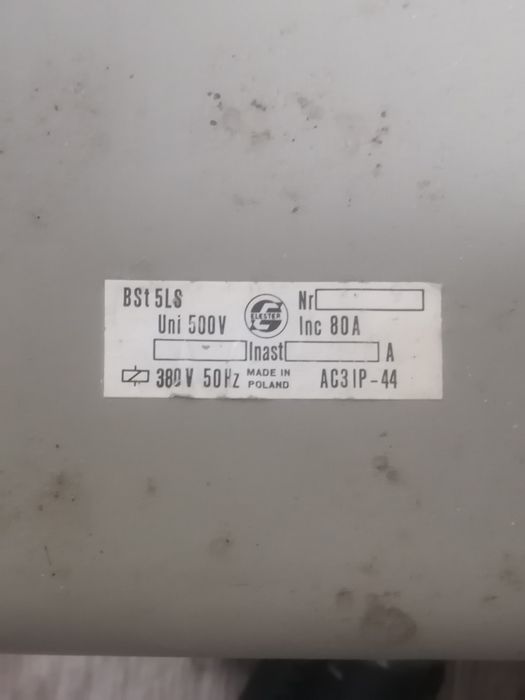 BSt 5LS
Nr
Uni 500V
ELESTER
Inc 80A
Inast A
380V 50Hz
MADE IN
POLAND
AC3 IP-44